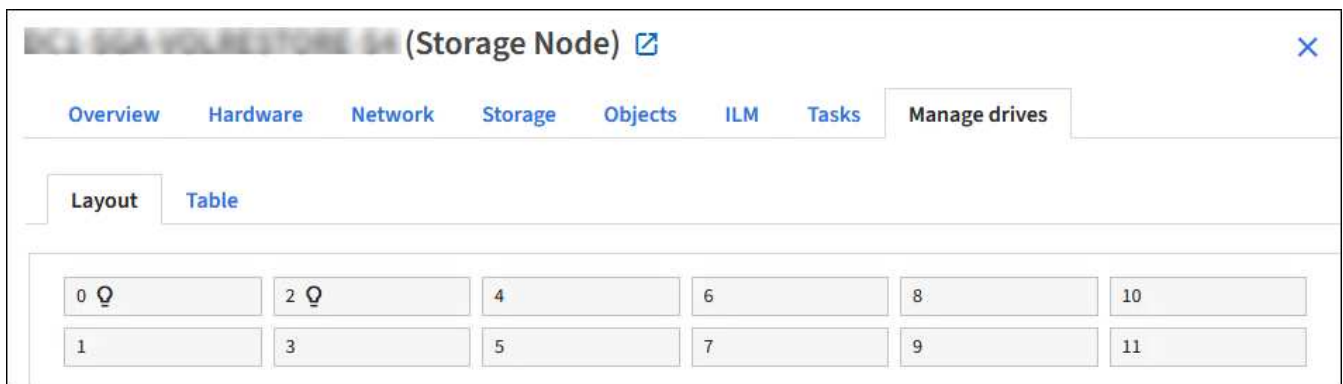 (Storage Node)
Overview Hardware Network Storage Objects ILM Tasks Manage drives
Layout Table
0 2 4 6 8 10
1 3 5 7 9 11